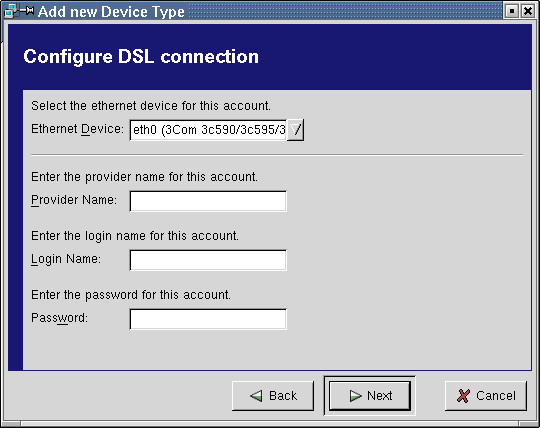 Add new Device Type
Configure DSL connection
Select the ethernet device for this account.
Ethernet Device: eth0 (3Com 3c590/3c595/3
Enter the provider name for this account.
Provider Name:
Enter the login name for this account.
Login Name:
Enter the password for this account.
Password:
Back Next Cancel